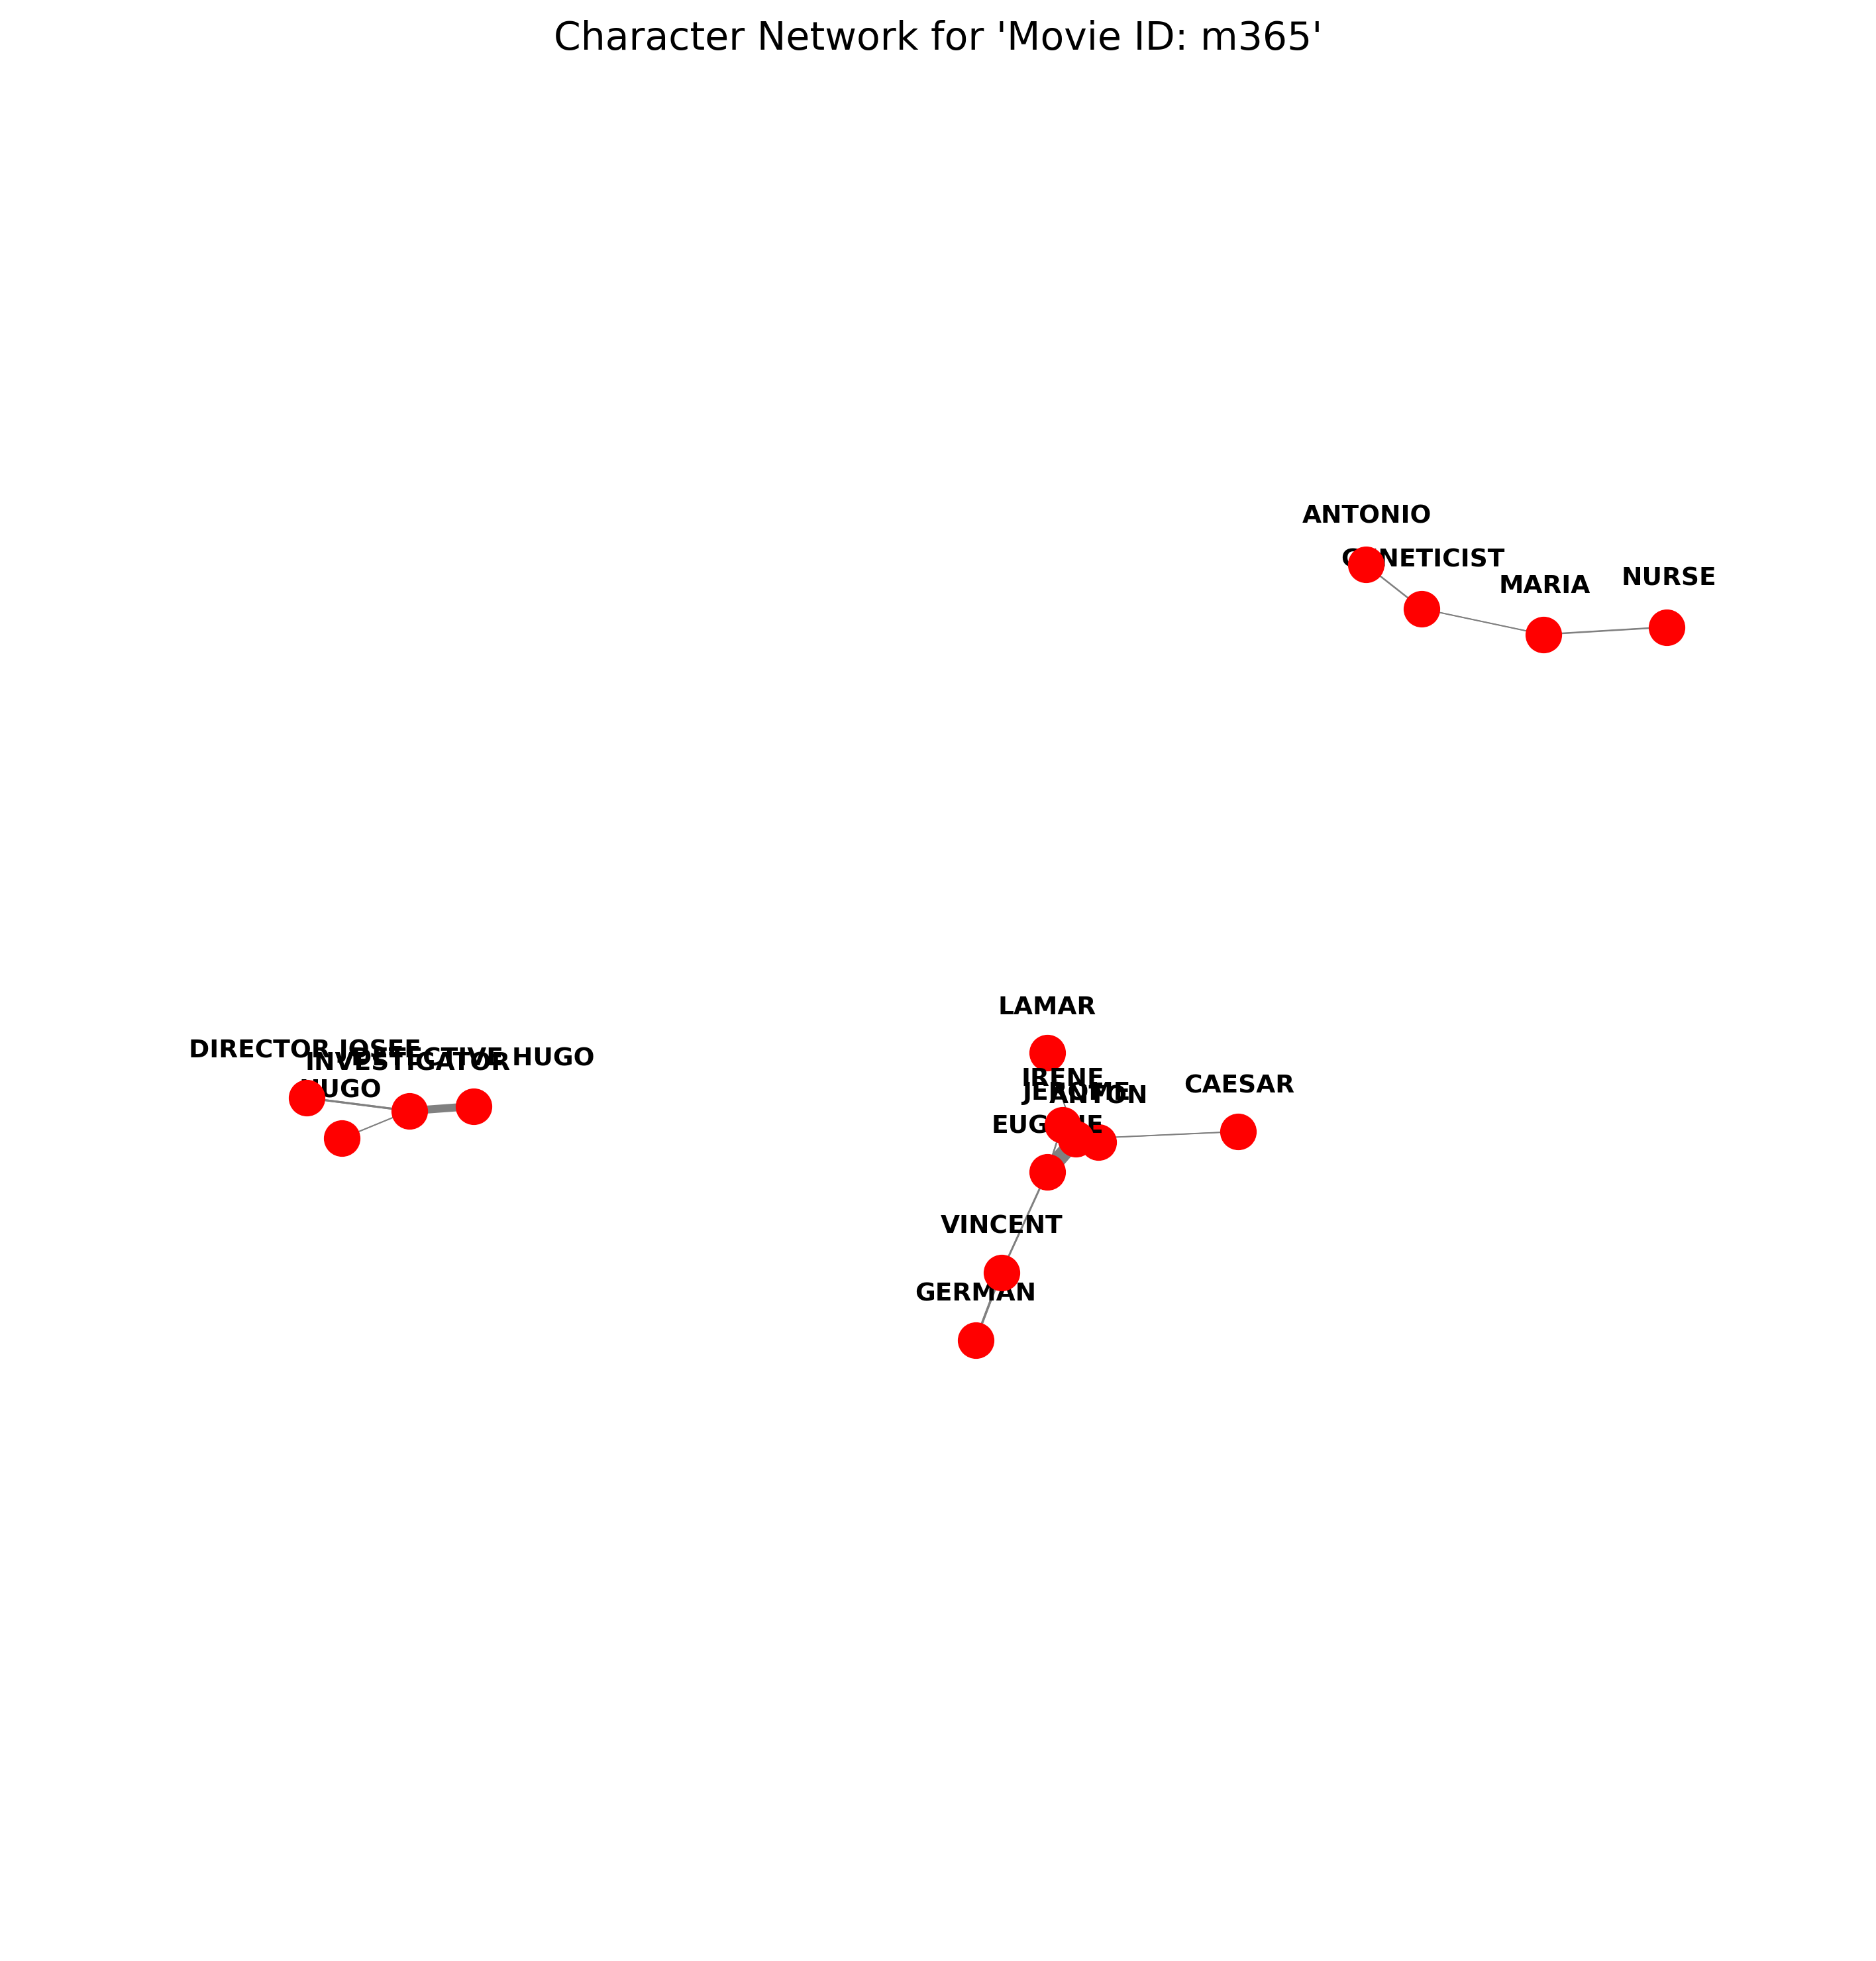 Character Network for 'Movie ID: m365'
ANTONIO
GENETICIST
MARIA
NURSE
LAMAR
DIRECTOR JOSEF
DETECTIVE HUGO
INVESTIGATOR
HUGO
IRENE
JEROME
ANTON
CAESAR
EUGENE
VINCENT
GERMAN